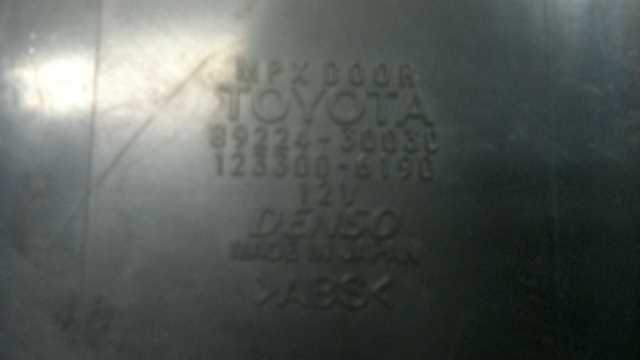 MPX DOOR
TOYOTA
89224-30030
123300-6190
12V
DENSO
MADE IN JAPAN
>ABS<